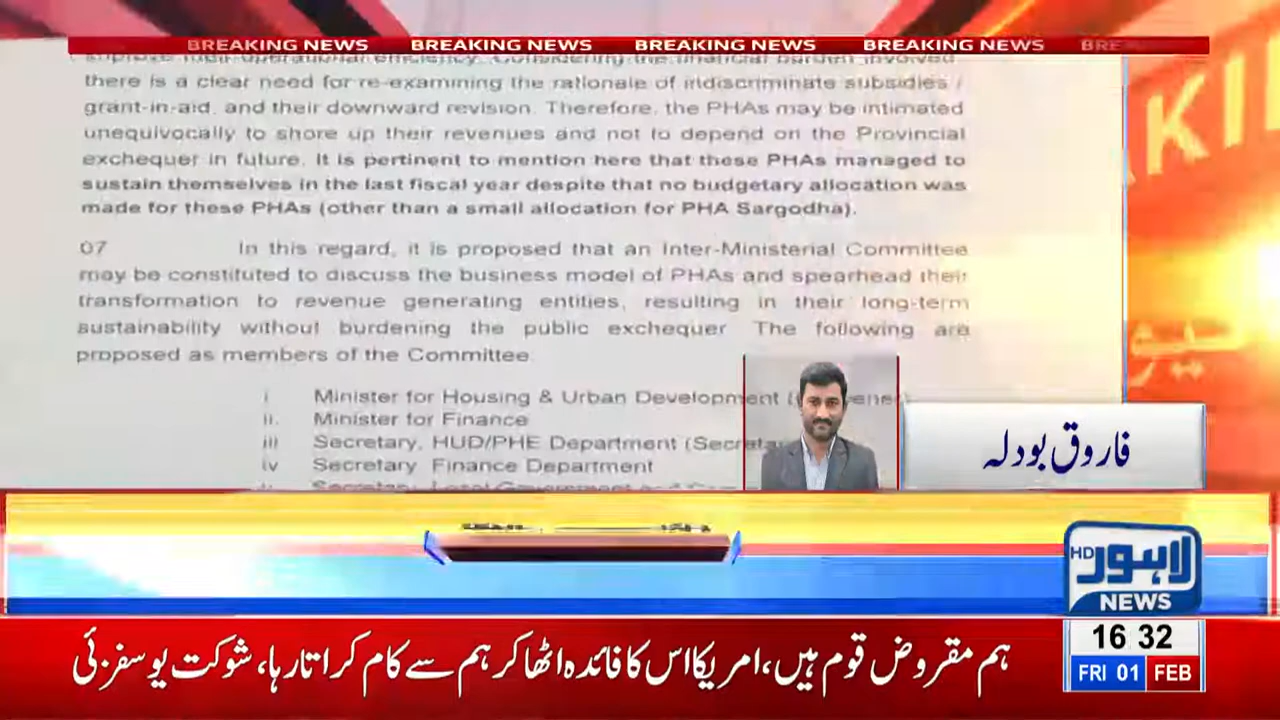 BREAKING NEWS BREAKING NEWS BREAKING NEWS BREAKING NEWS
improve their operational efficiency. Considering the financial burden involved
there is a clear need for re-examining the rationale of indiscriminate subsidies /
grant-in-aid, and their downward revision. Therefore, the PHAs may be intimated
unequivocally to shore up their revenues and not to depend on the Provincial
exchequer in future. It is pertinent to mention here that these PHAs managed to
sustain themselves in the last fiscal year despite that no budgetary allocation was
made for these PHAs (other than a small allocation for PHA Sargodha).
07 In this regard, it is proposed that an Inter-Ministerial Committee
may be constituted to discuss the business model of PHAs and spearhead their
transformation to revenue generating entities, resulting in their long-term
sustainability without burdening the public exchequer The following are
proposed as members of the Committee
i Minister for Housing & Urban Development
ii. Minister for Finance
iii Secretary, HUD/PHE Department
iv Secretary Finance Department
فاروق بودلہ
HD لاہور
NEWS
16 32
FRI 01 FEB
ہم مقروض قوم ہیں، امریکا اس کا فائدہ اٹھا کر ہم سے کام کراتا رہا، شوکت یوسفزئی